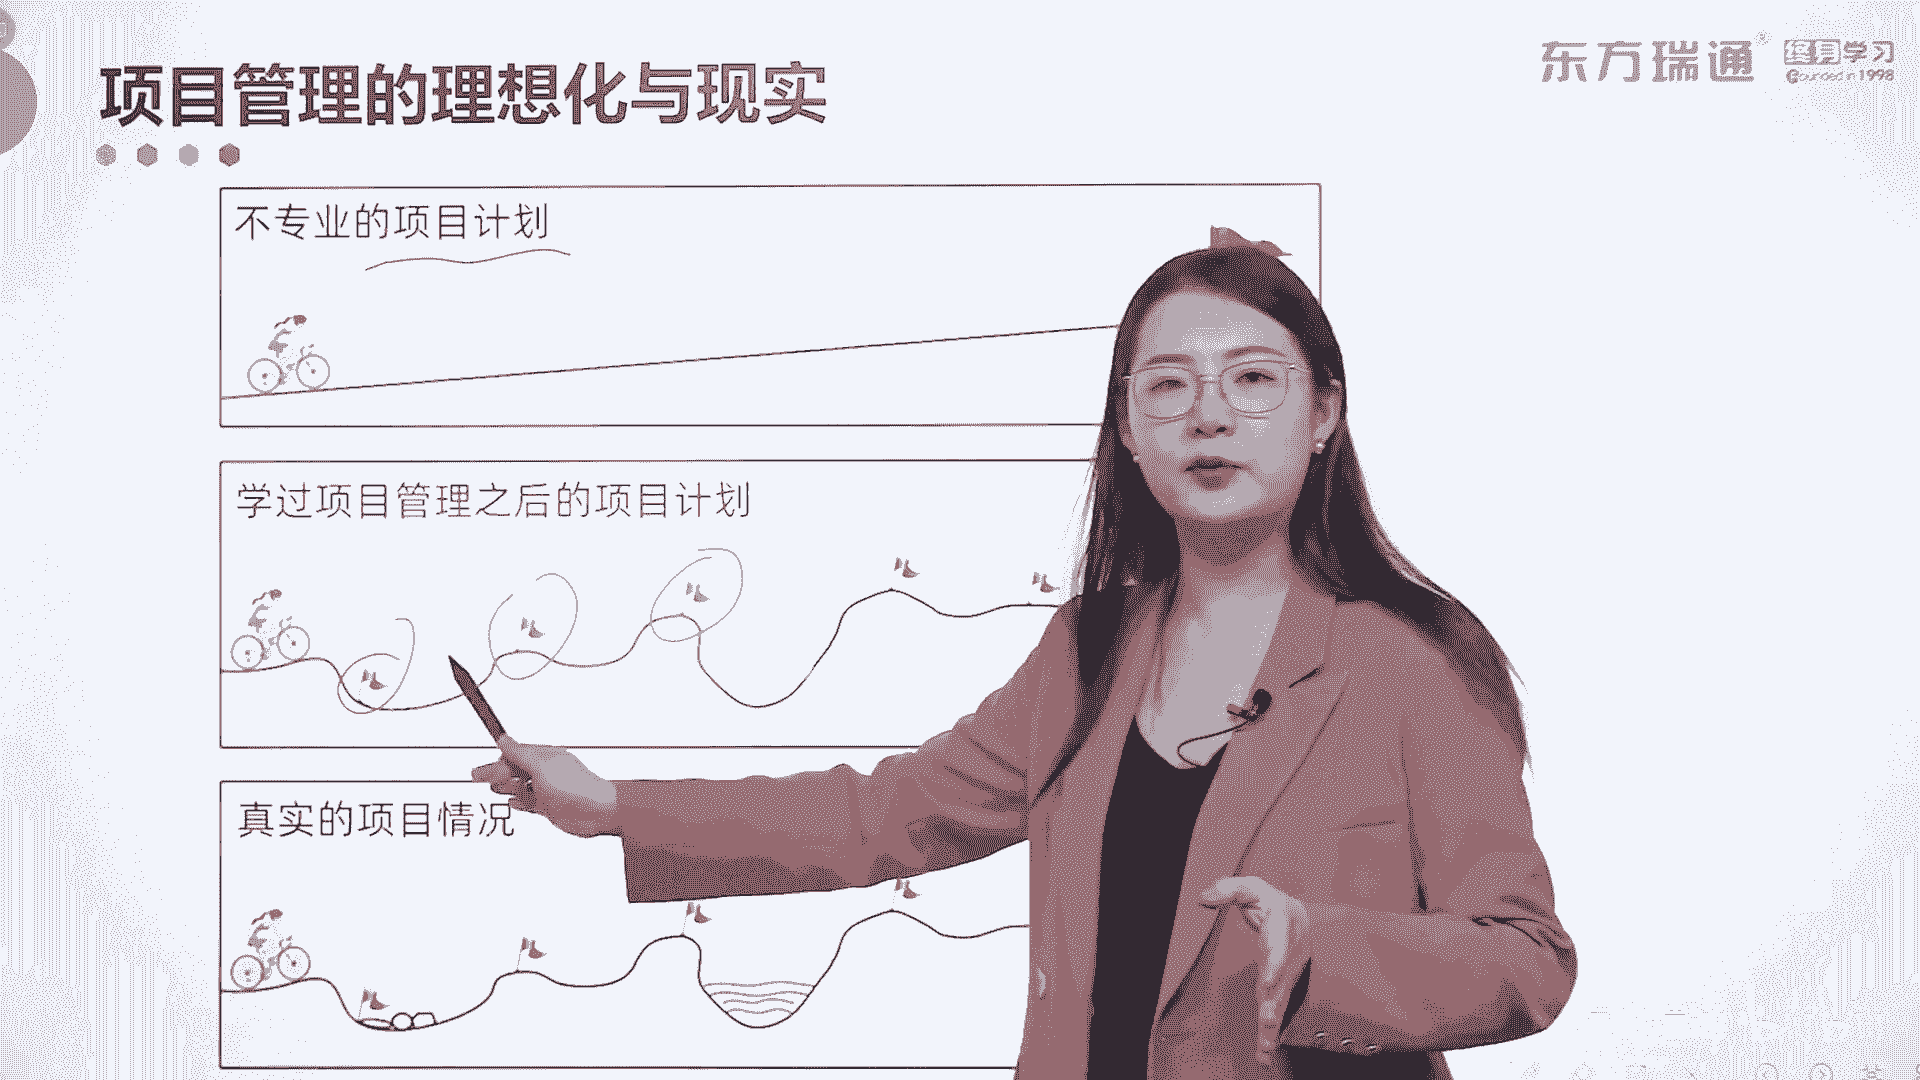 项目管理的理想化与现实
东方瑞通® 终身学习
Founded in 1998
不专业的项目计划
学过项目管理之后的项目计划
真实的项目情况